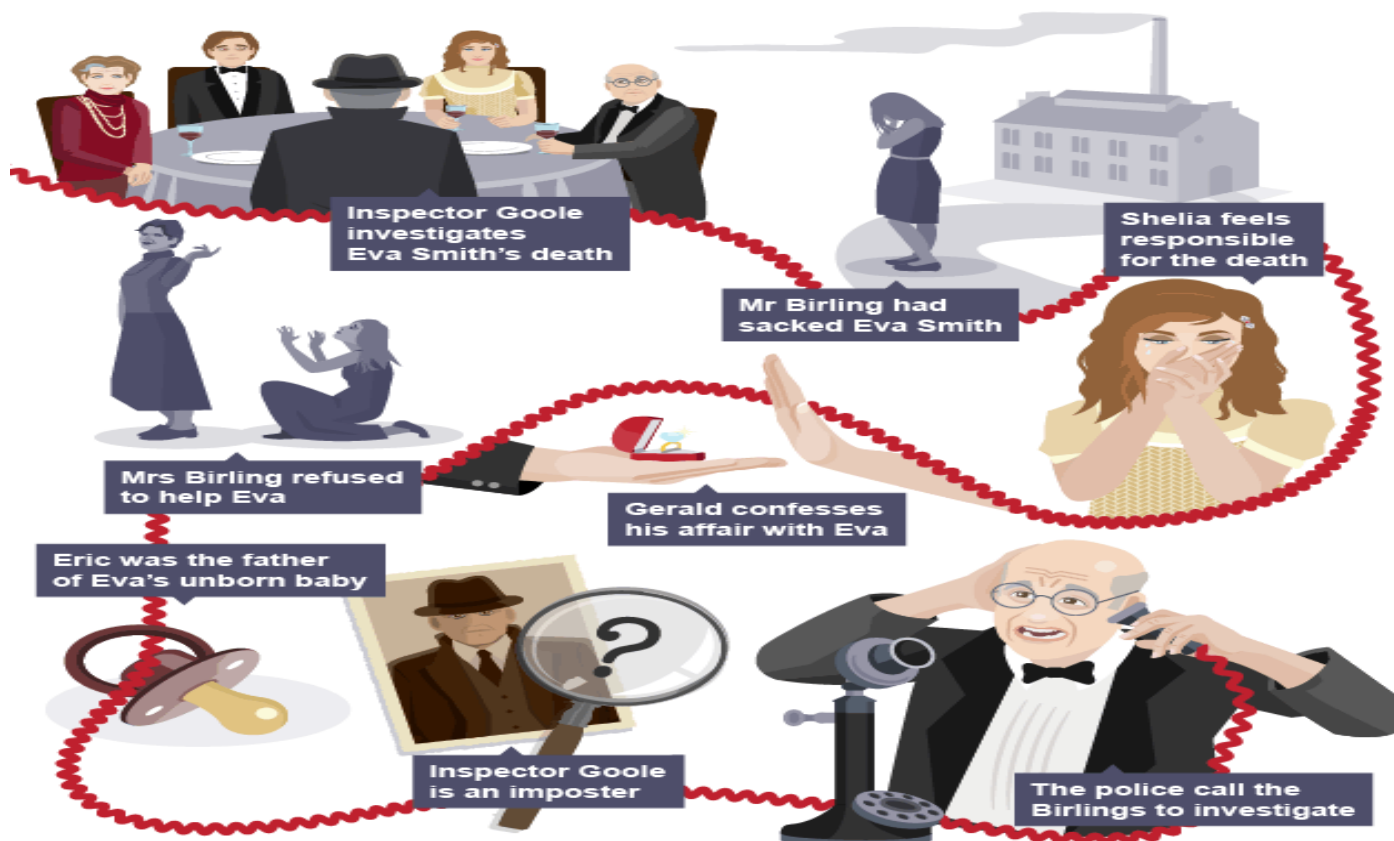 Inspector Goole
investigates
Eva Smith's death
Mr Birling had
sacked Eva Smith
Shelia feels
responsible
for the death
Gerald confesses
his affair with Eva
Mrs Birling refused
to help Eva
Eric was the father
of Eva's unborn baby
?
Inspector Goole
is an imposter
The police call the
Birlings to investigate